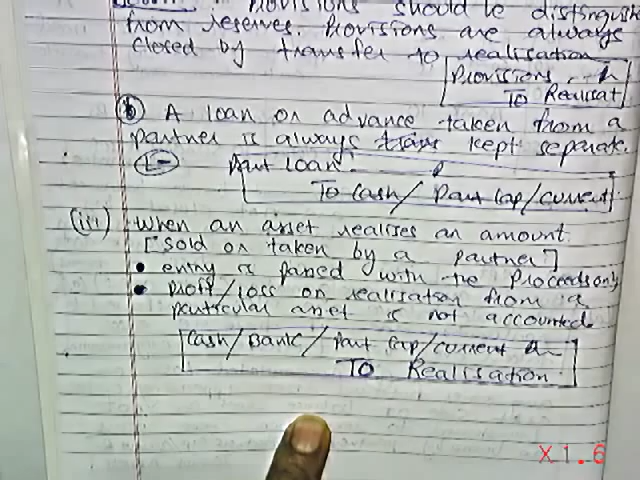 Provisions should be distinguish
from reserves. Provisions are always
closed by transfer to realisation
Provisions
To Realisat
(b) A loan or advance taken from a
partner is always kept separate.
Part loan
To Cash/ Part Cap/current
(iii) When an asset realises an amount
[sold or taken by a partner]
• entry is passed with the proceeds only
• profit/loss on realisation from a
particular asset is not accounted.
Cash/Bank/Part Cap/current a
To Realisation
X1.6